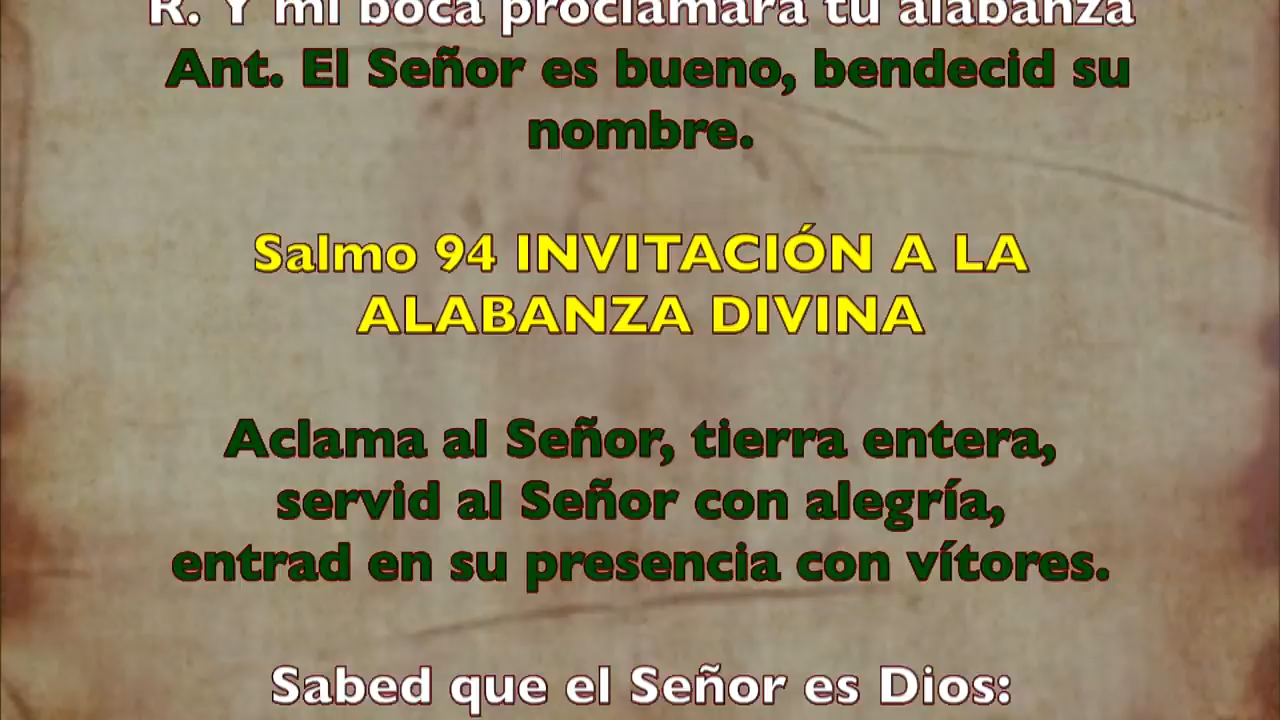 R. Y mi boca proclamará tu alabanza
Ant. El Señor es bueno, bendecid su
nombre.
Salmo 94 INVITACIÓN A LA
ALABANZA DIVINA
Aclama al Señor, tierra entera,
servid al Señor con alegría,
entrad en su presencia con vítores.
Sabed que el Señor es Dios: